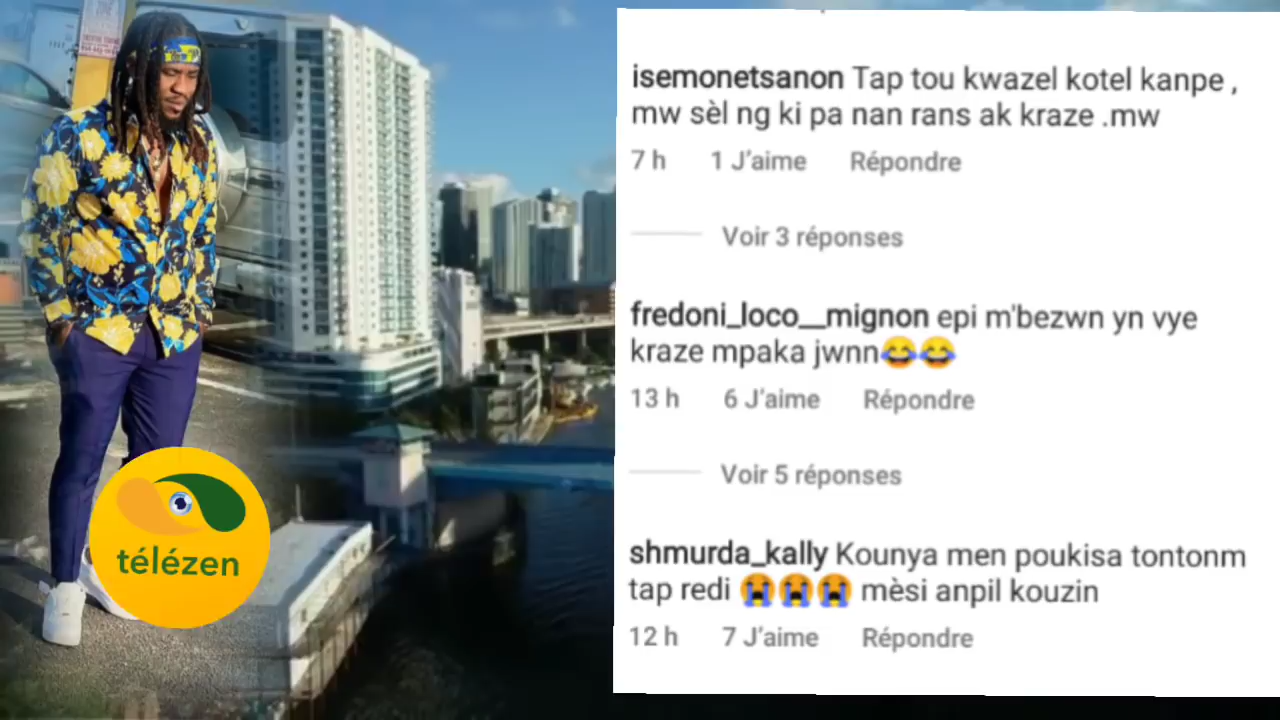 isemonetsanon Tap tou kwazel kotel kanpe ,
mw sèl ng ki pa nan rans ak kraze .mw
7 h 1 J'aime Répondre
Voir 3 réponses
fredoni_loco__mignon epi m'bezwn yn vye
kraze mpaka jwnn😂😂
13 h 6 J'aime Répondre
Voir 5 réponses
shmurda_kally Kounya men poukisa tontonm
tap redi 😭😭😭 mèsi anpil kouzin
12 h 7 J'aime Répondre
télézen